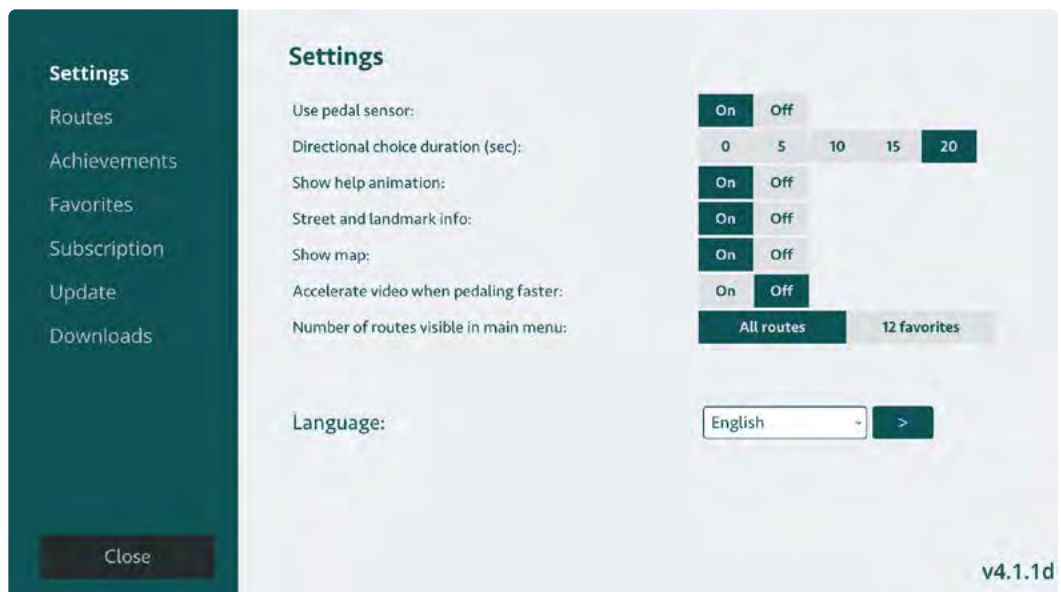 Settings
Routes
Achievements
Favorites
Subscription
Update
Downloads
Close
Settings
Use pedal sensor: On Off
Directional choice duration (sec): 0 5 10 15 20
Show help animation: On Off
Street and landmark info: On Off
Show map: On Off
Accelerate video when pedaling faster: On Off
Number of routes visible in main menu: All routes 12 favorites
Language: English >
v4.1.1d